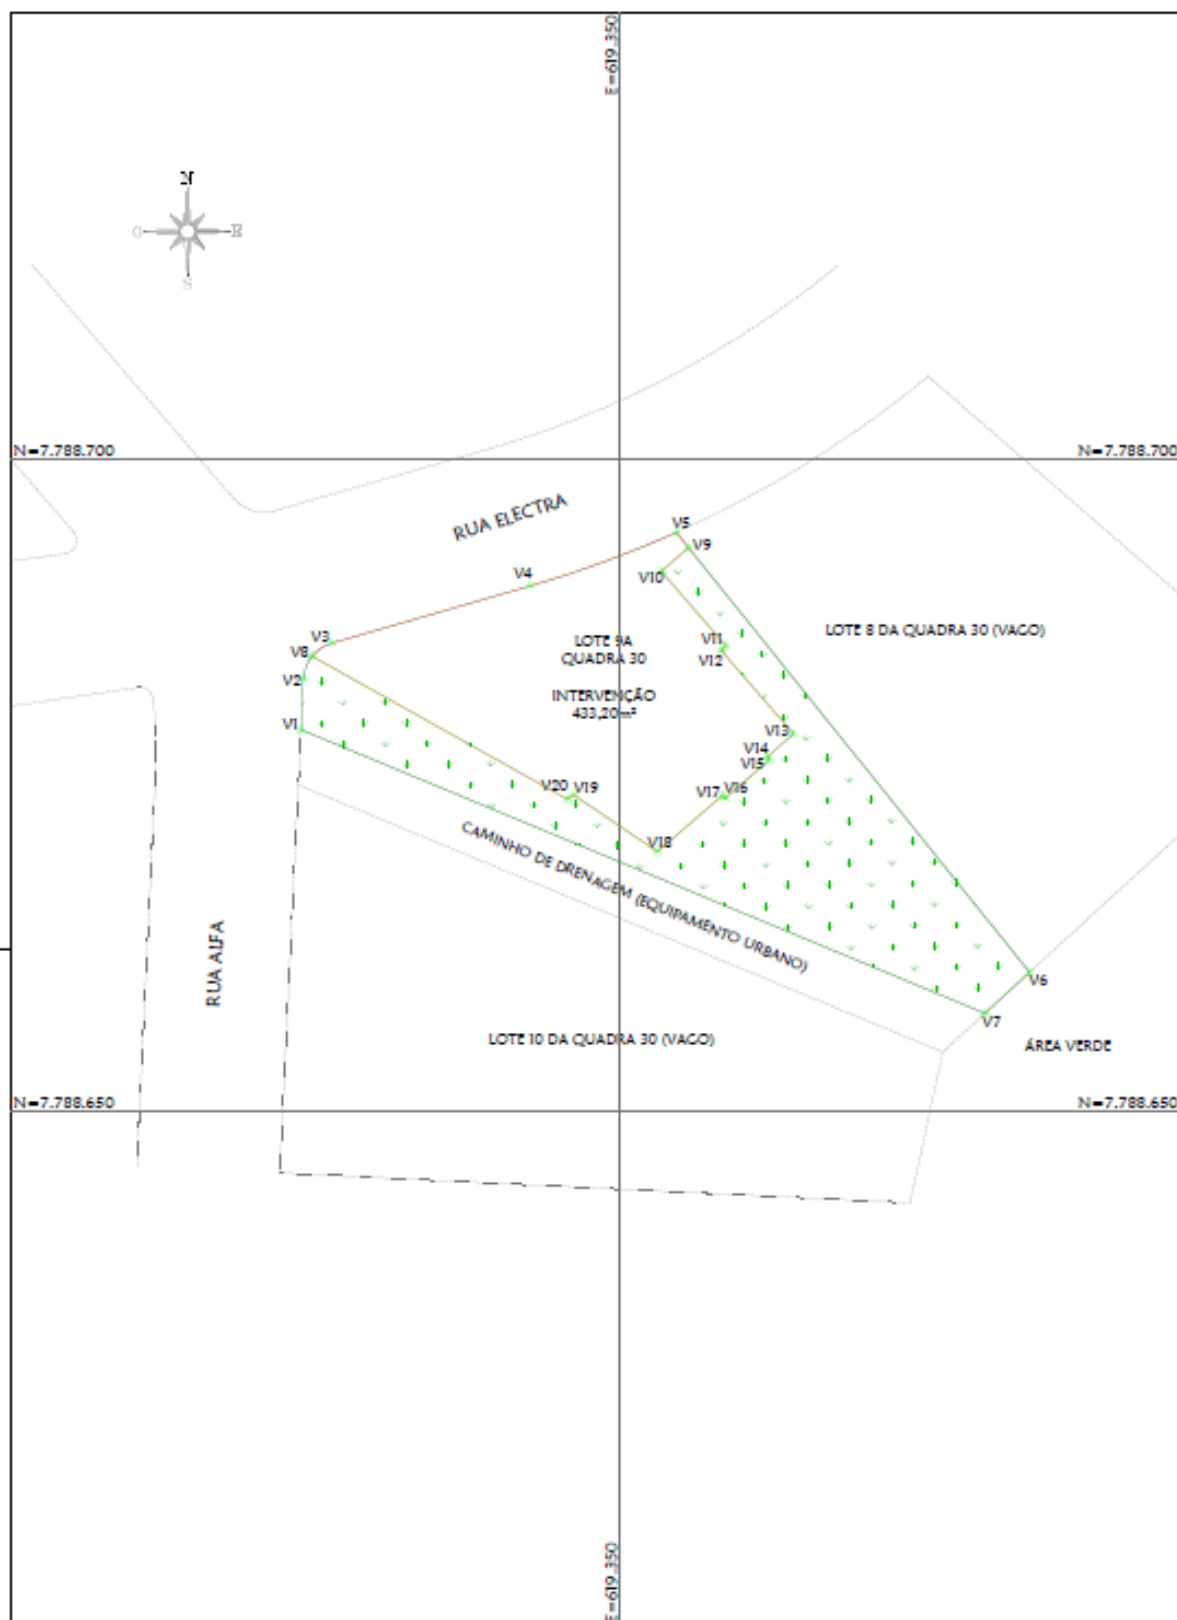 E=619.350
N
O
E
S
N=7.788.700
N=7.788.700
RUA ELECTRA
V5
V9
V4
V10
V3
V8
V11
V12
LOTE 9A
QUADRA 30
LOTE 8 DA QUADRA 30 (VAGO)
V2
INTERVENÇÃO
433,20m²
V1
V13
V14
V15
V20
V19
V17
V16
V18
CAMINHO DE DRENAGEM (EQUIPAMENTO URBANO)
RUA ALFA
V6
V7
LOTE 10 DA QUADRA 30 (VAGO)
ÁREA VERDE
N=7.788.650
N=7.788.650
E=619.350